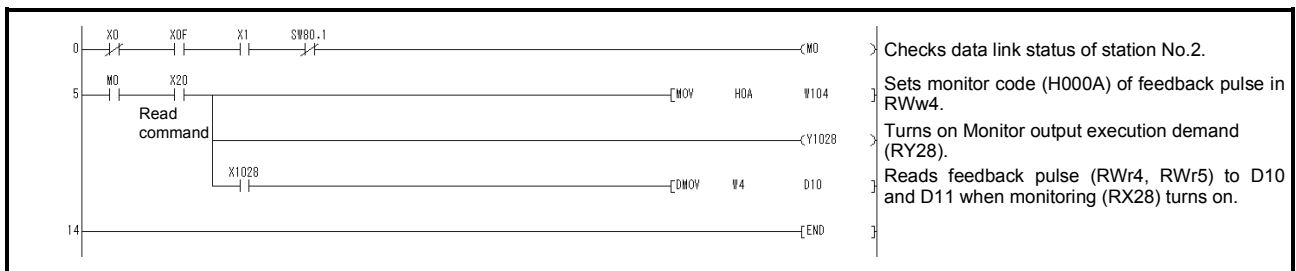 X0 X0F X1 SW80.1
0 (M0 ) Checks data link status of station No.2.
M0 X20
5 [MOV H0A W104 ] Sets monitor code (H000A) of feedback pulse in
RWw4.
Read
command
(Y1028 ) Turns on Monitor output execution demand
(RY28).
X1028
[DMOV W4 D10 ] Reads feedback pulse (RWr4, RWr5) to D10
and D11 when monitoring (RX28) turns on.
14 [END ]